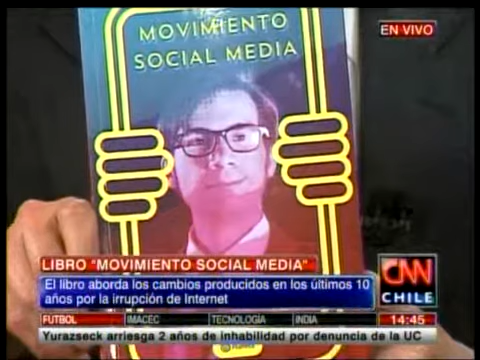 MOVIMIENTO
SOCIAL MEDIA
EN VIVO
LIBRO "MOVIMIENTO SOCIAL MEDIA"
El libro aborda los cambios producidos en los últimos 10
años por la irrupción de Internet
CNN
CHILE
FÚTBOL IMACEC TECNOLOGÍA INDIA 14:45
Yurazseck arriesga 2 años de inhabilidad por denuncia de la UC